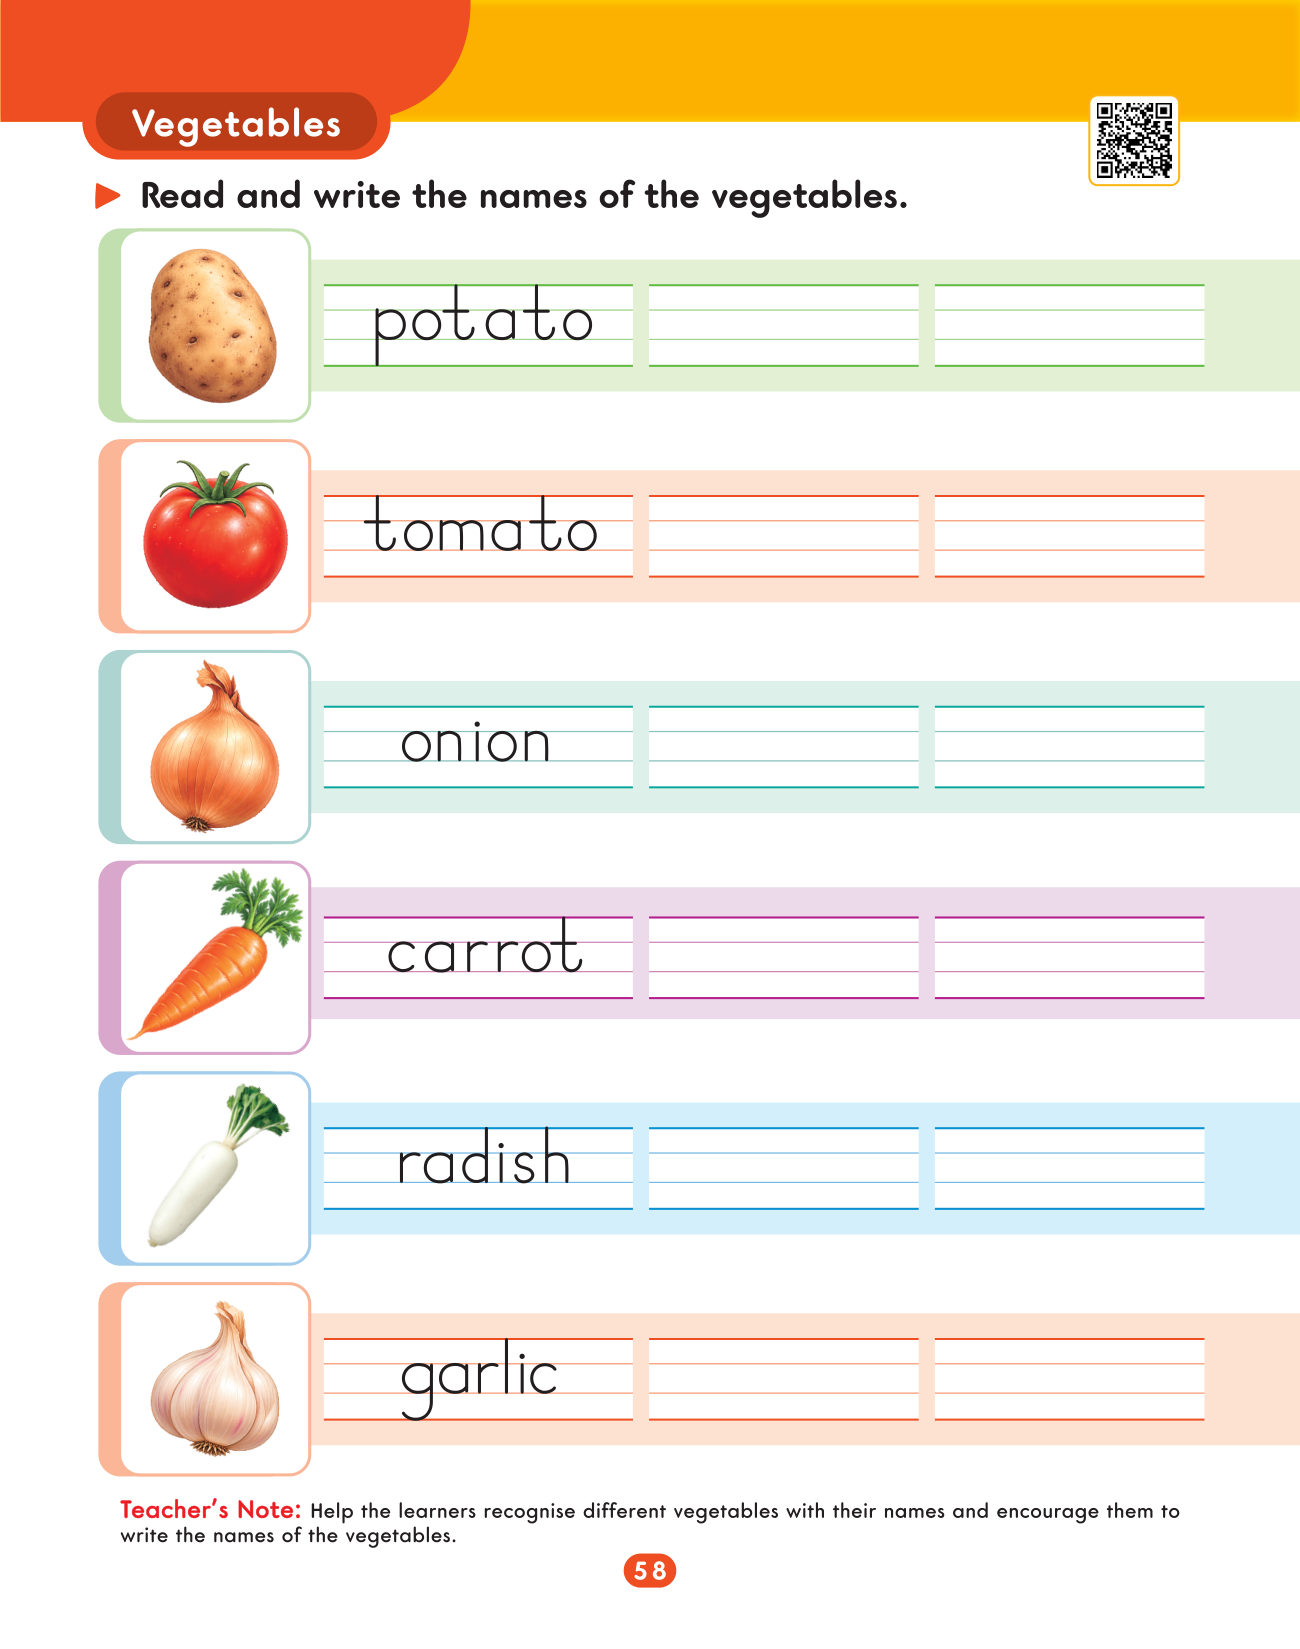 Vegetables
Read and write the names of the vegetables.
potato
tomato
onion
carrot
radish
garlic
Teacher's Note: Help the learners recognise different vegetables with their names and encourage them to
write the names of the vegetables.
58